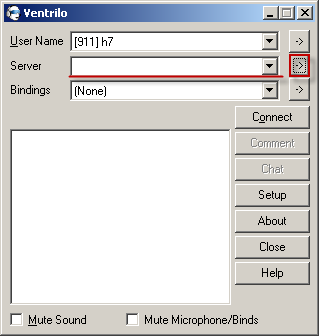 Ventrilo
User Name [911] h7 ->
Server ->
Bindings (None) ->
Connect
Comment
Chat
Setup
About
Close
Help
Mute Sound Mute Microphone/Binds